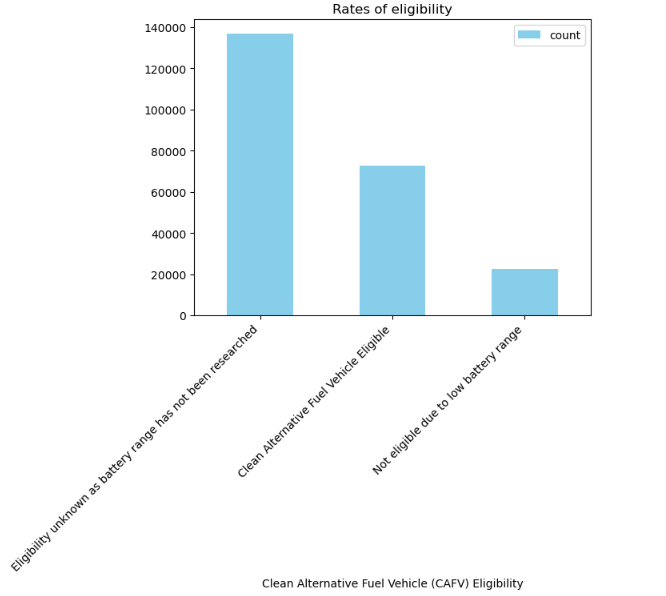 Rates of eligibility
count
140000
120000
100000
80000
60000
40000
20000
0
Eligibility unknown as battery range has not been researched
Clean Alternative Fuel Vehicle Eligible
Not eligible due to low battery range
Clean Alternative Fuel Vehicle (CAFV) Eligibility